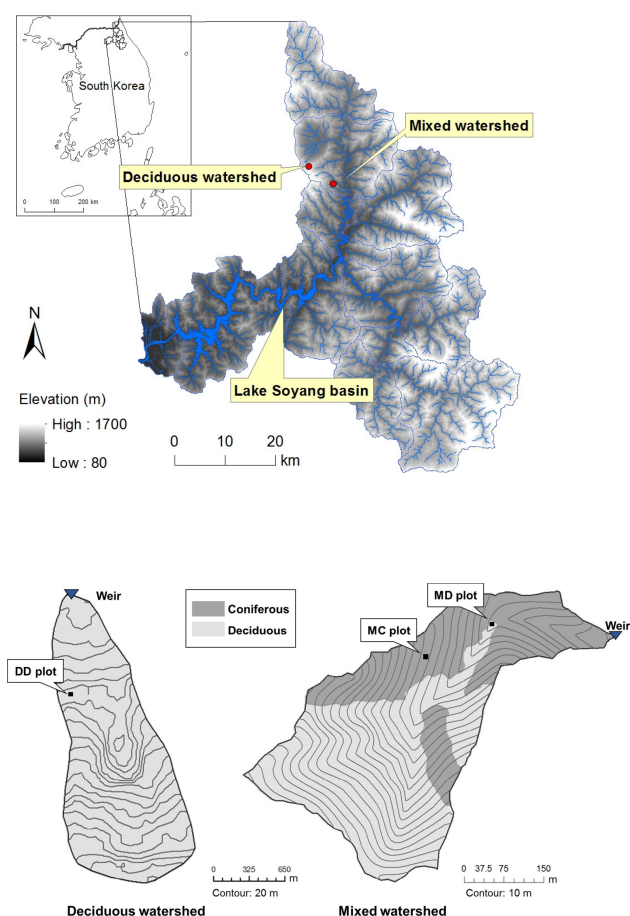 South Korea
0 100 200 km
Mixed watershed
Deciduous watershed
N
Lake Soyang basin
Elevation (m)
High : 1700
Low : 80
0 10 20
km
Weir
Coniferous
Deciduous
MD plot
MC plot
Weir
DD plot
0 325 650
m
Contour: 20 m
0 37.5 75 150
m
Contour: 10 m
Deciduous watershed
Mixed watershed